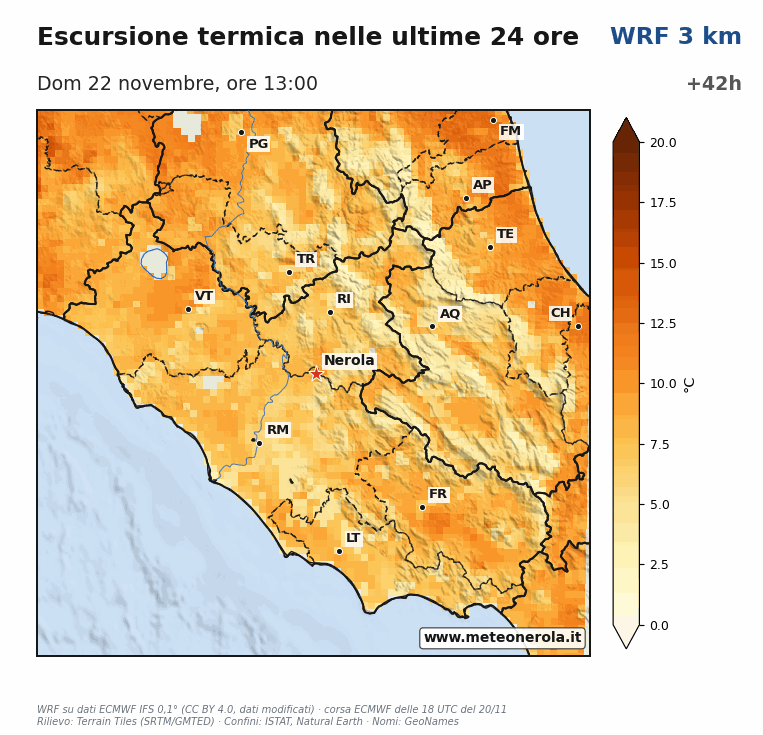 Escursione termica nelle ultime 24 ore
WRF 3 km
Dom 22 novembre, ore 13:00
+42h
FM
PG
AP
TE
TR
VT
RI
AQ
CH
Nerola
RM
FR
LT
20.0
17.5
15.0
12.5
10.0
7.5
5.0
2.5
0.0
°C
www.meteonerola.it
WRF su dati ECMWF IFS 0,1° (CC BY 4.0, dati modificati) · corsa ECMWF delle 18 UTC del 20/11
Rilievo: Terrain Tiles (SRTM/GMTED) · Confini: ISTAT, Natural Earth · Nomi: GeoNames